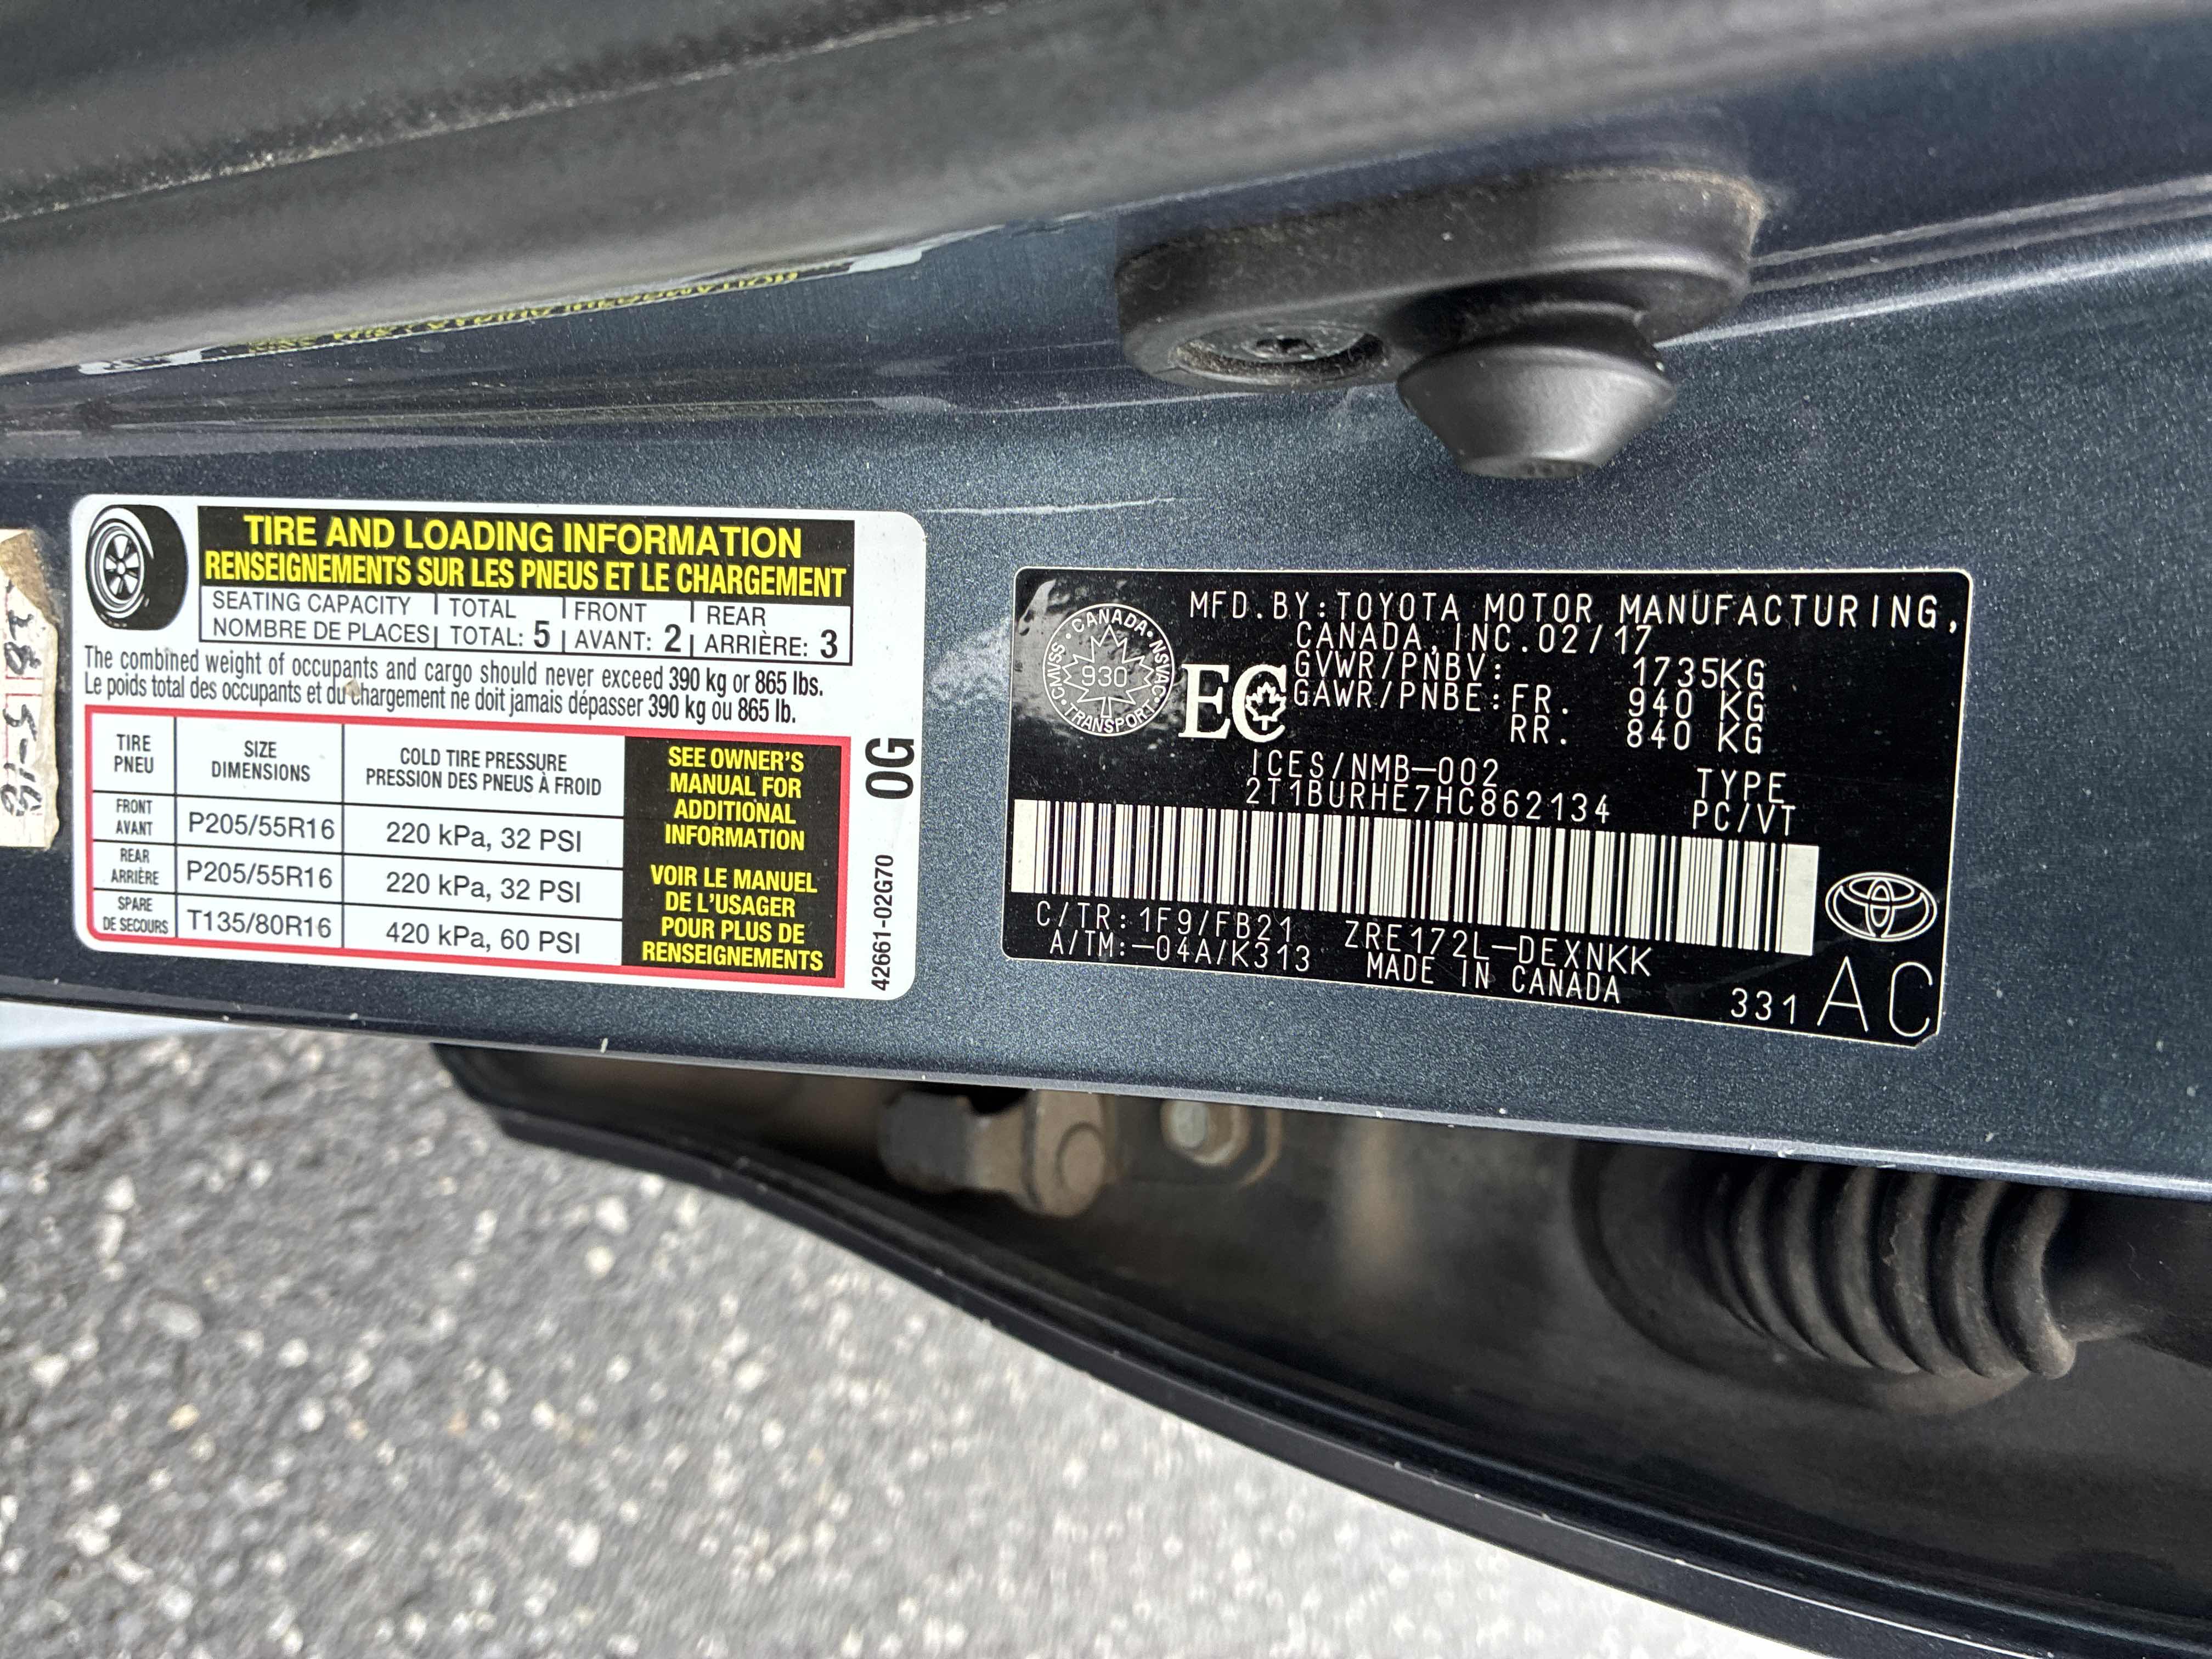 TIRE AND LOADING INFORMATION
RENSEIGNEMENTS SUR LES PNEUS ET LE CHARGEMENT
SEATING CAPACITY TOTAL FRONT REAR
NOMBRE DE PLACES TOTAL: 5 AVANT: 2 ARRIÈRE: 3
The combined weight of occupants and cargo should never exceed 390 kg or 865 lbs.
Le poids total des occupants et du chargement ne doit jamais dépasser 390 kg ou 865 lb.
TIRE
PNEU
SIZE
DIMENSIONS
COLD TIRE PRESSURE
PRESSION DES PNEUS À FROID
FRONT
AVANT
P205/55R16
220 kPa, 32 PSI
REAR
ARRIÈRE
P205/55R16
220 kPa, 32 PSI
SPARE
DE SECOURS
T135/80R16
420 kPa, 60 PSI
SEE OWNER'S
MANUAL FOR
ADDITIONAL
INFORMATION
VOIR LE MANUEL
DE L'USAGER
POUR PLUS DE
RENSEIGNEMENTS
0G
42661-02G70
CANADA
CMVSS
NSVAC
930
TRANSPORT
EC
MFD.BY:TOYOTA MOTOR MANUFACTURING,
CANADA,INC.02/17
GVWR/PNBV: 1735KG
GAWR/PNBE:FR. 940 KG
RR. 840 KG
ICES/NMB-002 TYPE
2T1BURHE7HC862134 PC/VT
C/TR:1F9/FB21 ZRE172L-DEXNKK
A/TM:-04A/K313 MADE IN CANADA
331 AC